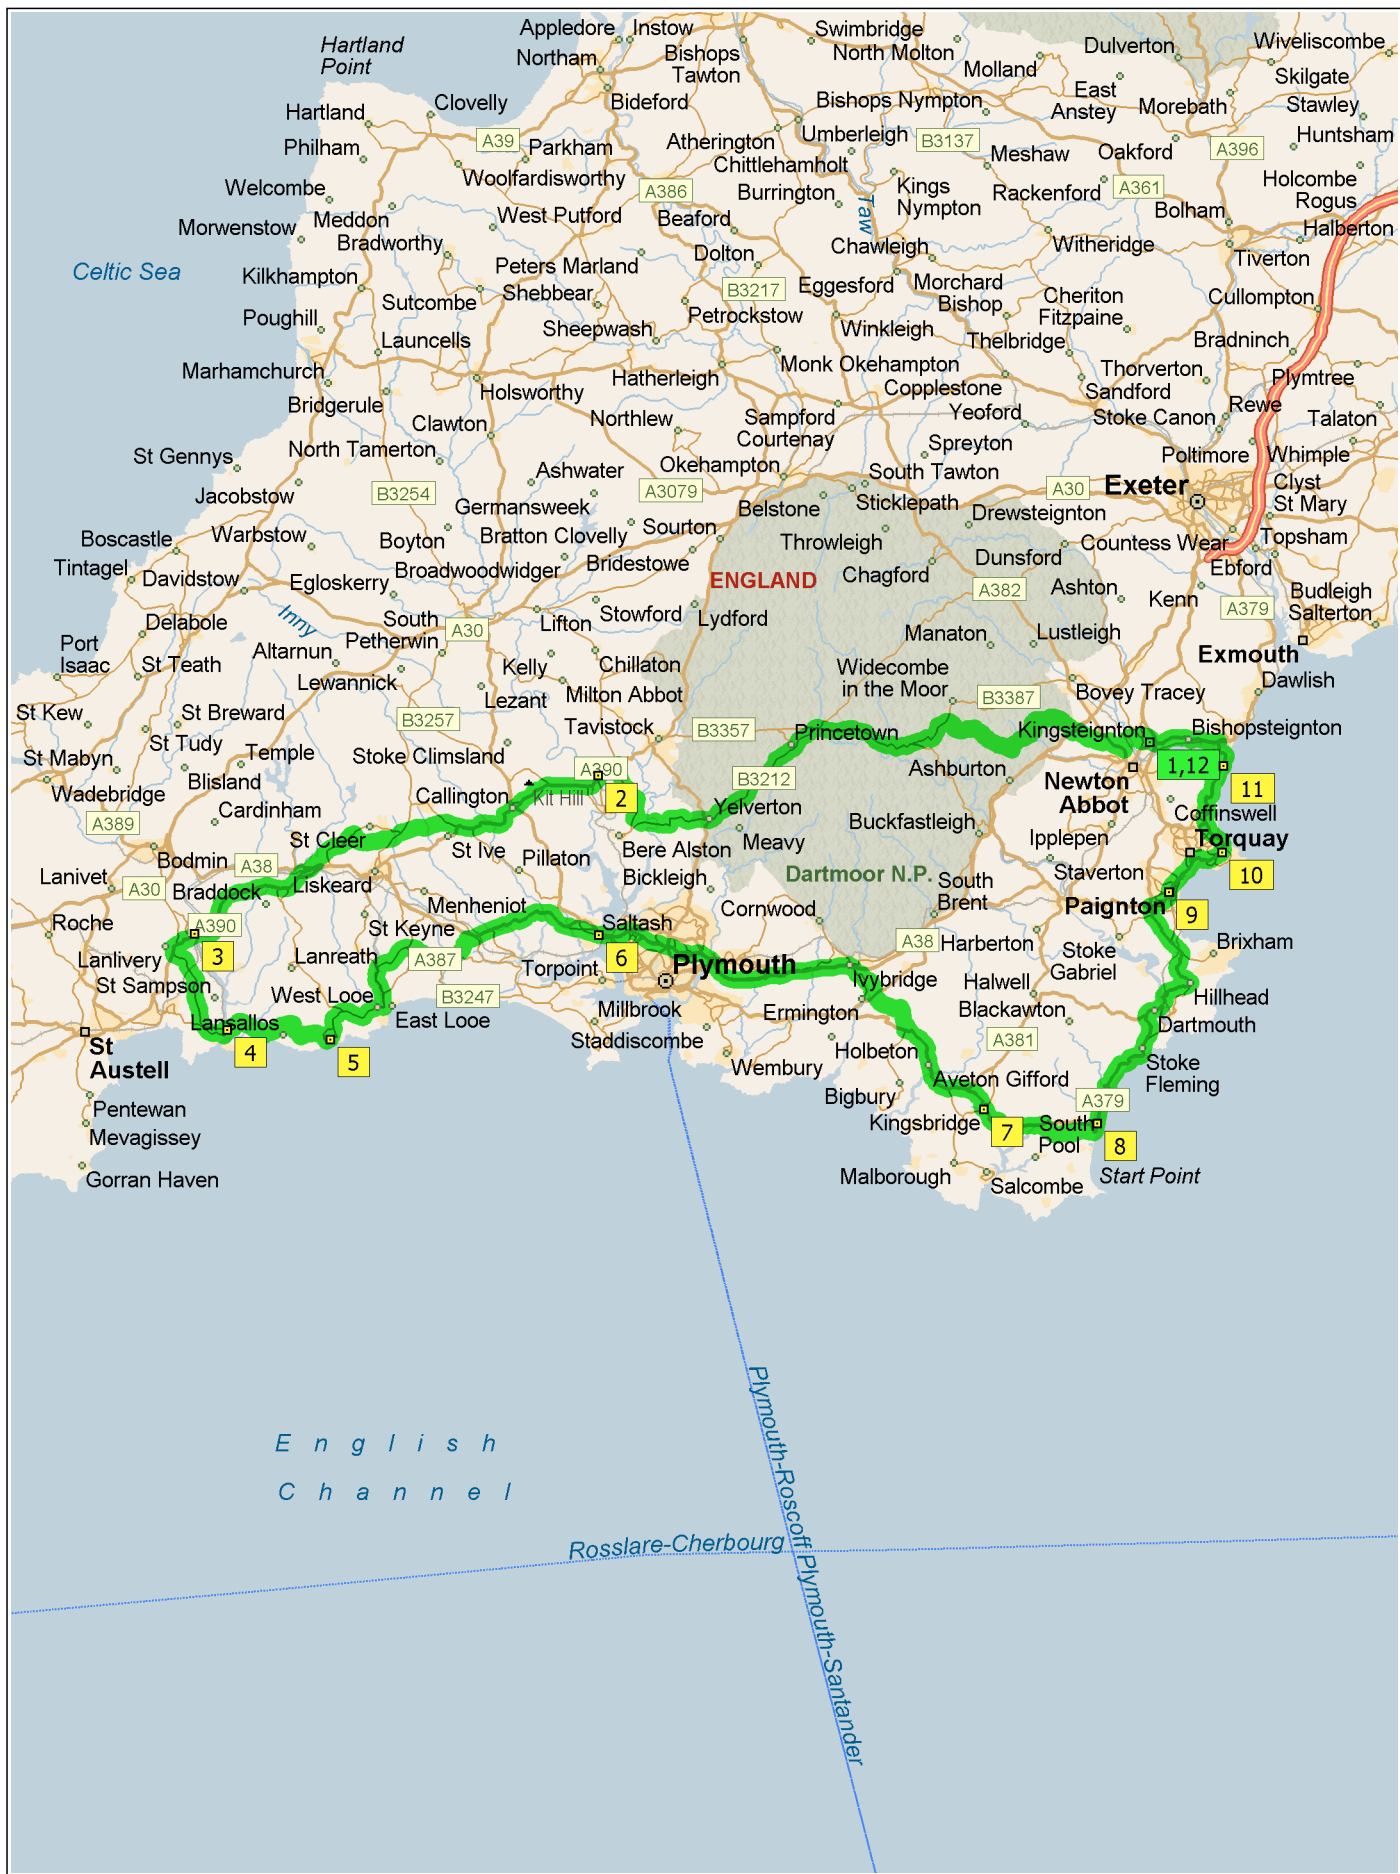 Hartland
Point
Appledore
Instow
Northam
Bishops
Tawton
Swimbridge
North Molton
Molland
Dulverton
Wiveliscombe
Skilgate
East
Anstey
Morebath
Stawley
Huntsham
Hartland
Clovelly
Bideford
Bishops Nympton
Philham
A39
Parkham
Atherington
Umberleigh
B3137
Meshaw
Oakford
A396
Chittlehamholt
Welcombe
Woolfardisworthy
A386
Burrington
Kings
Nympton
Rackenford
A361
Holcombe
Rogus
Meddon
West Putford
Beaford
Taw
Bolham
Halberton
Morwenstow
Bradworthy
Chawleigh
Witheridge
Tiverton
Celtic Sea
Kilkhampton
Peters Marland
Dolton
Shebbear
B3217
Eggesford
Morchard
Bishop
Cheriton
Fitzpaine
Cullompton
Sutcombe
Petrockstow
Poughill
Sheepwash
Winkleigh
Thelbridge
Bradninch
Launcells
Marhamchurch
Monk Okehampton
Thorverton
Plymtree
Holsworthy
Hatherleigh
Copplestone
Sandford
Bridgerule
Rewe
Clawton
Northlew
Sampford
Courtenay
Yeoford
Stoke Canon
Talaton
North Tamerton
Spreyton
Poltimore
Whimple
St Gennys
Ashwater
Okehampton
South Tawton
Exeter
Clyst
St Mary
Jacobstow
B3254
A3079
A30
Germansweek
Belstone
Sticklepath
Drewsteignton
Warbstow
Boyton
Bratton Clovelly
Sourton
Throwleigh
Countess Wear
Topsham
Boscastle
Tintagel
Broadwoodwidger
Bridestowe
Dunsford
Ebford
Davidstow
Egloskerry
ENGLAND
Chagford
A382
Ashton
Kenn
Budleigh
Salterton
A379
Inny
South
Petherwin
A30
Lifton
Stowford
Lydford
Delabole
Manaton
Lustleigh
Port
Isaac
Altarnun
Exmouth
St Teath
Kelly
Chillaton
Widecombe
in the Moor
Lewannick
Lezant
Milton Abbot
B3387
Bovey Tracey
Dawlish
St Kew
St Breward
B3257
Tavistock
B3357
Princetown
Kingsteignton
Bishopsteignton
St Tudy
Temple
Stoke Climsland
St Mabyn
Blisland
A390
B3212
Ashburton
1,12
Wadebridge
Callington
Kit Hill
2
Newton
Abbot
11
Cardinham
Yelverton
Coffinswell
A389
St Cleer
Meavy
Buckfastleigh
Ipplepen
Torquay
St Ive
Bere Alston
Bodmin
A38
Pillaton
Bickleigh
Dartmoor N.P.
Staverton
10
Lanivet
A30
Braddock
Liskeard
South
Brent
Menheniot
Cornwood
Paignton
9
Roche
A390
St Keyne
Saltash
A38
Harberton
Stoke
Gabriel
Brixham
3
Lanlivery
Lanreath
A387
6
Plymouth
Torpoint
Ivybridge
Halwell
St Sampson
West Looe
B3247
Hillhead
East Looe
Millbrook
Ermington
Blackawton
Dartmouth
Lansallos
Staddiscombe
Holbeton
A381
4
5
St
Austell
Wembury
Stoke
Fleming
Aveton Gifford
Bigbury
Pentewan
A379
Mevagissey
Kingsbridge
7
South
Pool
8
Gorran Haven
Malborough
Salcombe
Start Point
English
Channel
Plymouth-Roscoff
Rosslare-Cherbourg
Plymouth-Santander